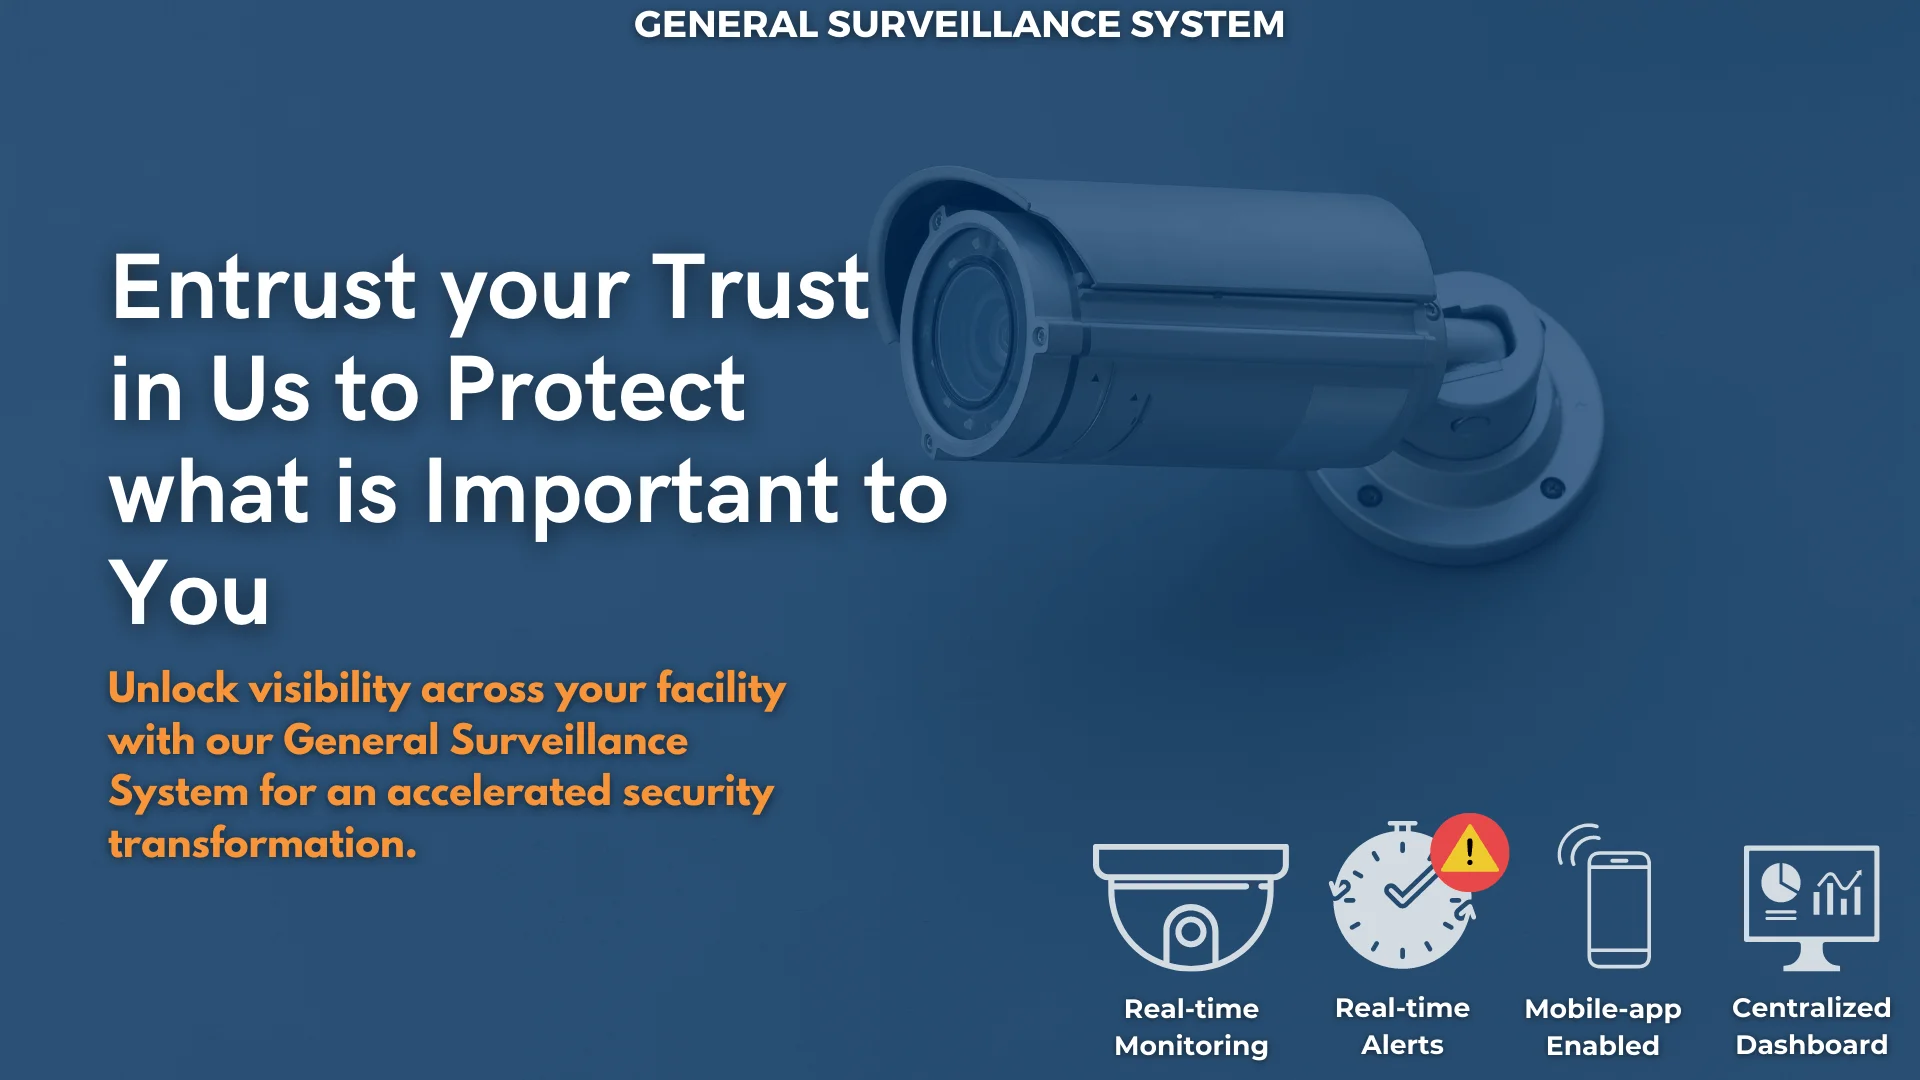 GENERAL SURVEILLANCE SYSTEM
Entrust your Trust
in Us to Protect
what is Important to
You
Unlock visibility across your facility
with our General Surveillance
System for an accelerated security
transformation.
Real-time
Monitoring
Real-time
Alerts
Mobile-app
Enabled
Centralized
Dashboard